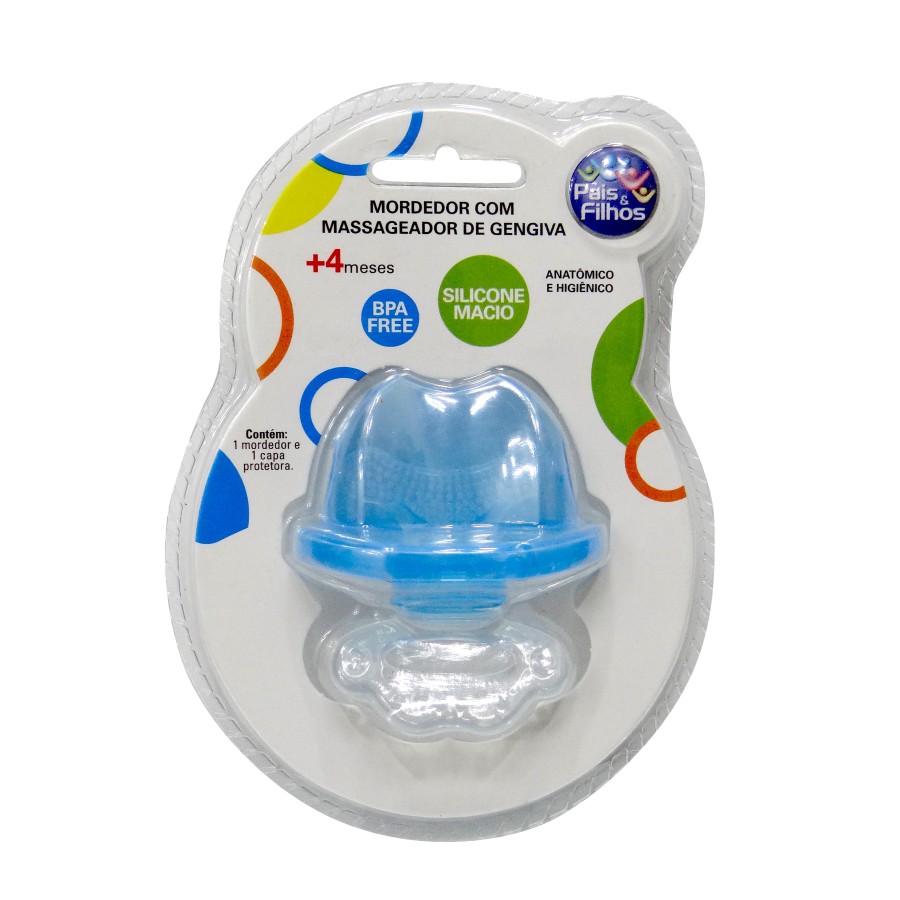 Pais
&
Filhos
MORDEDOR COM
MASSAGEADOR DE GENGIVA
+4meses
ANATÔMICO
E HIGIÊNICO
BPA
FREE
SILICONE
MACIO
Contém:
1 mordedor e
1 capa
protetora.